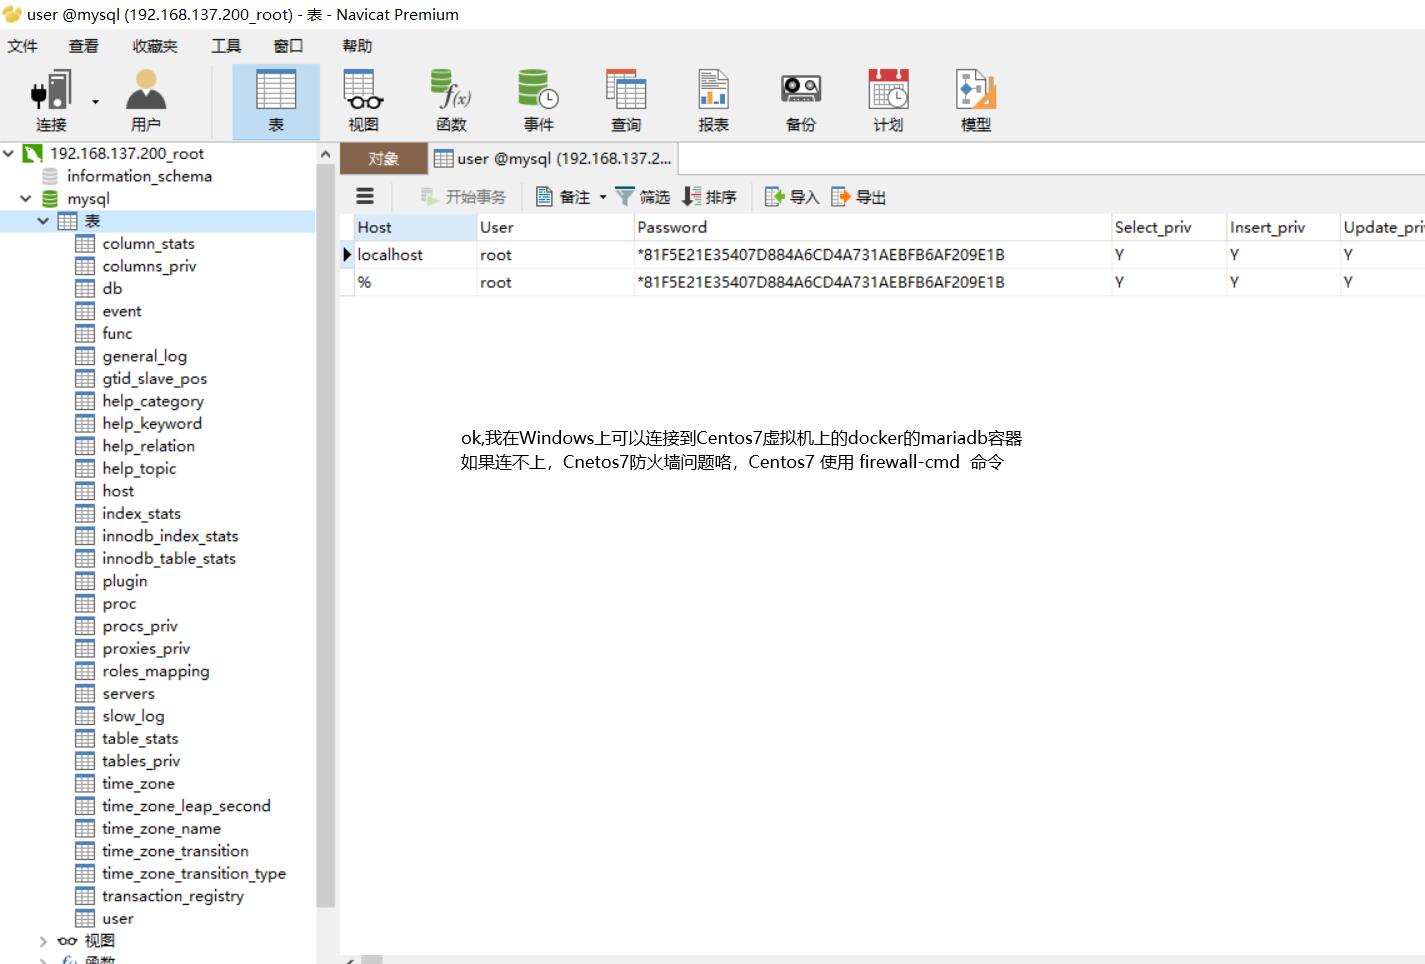 user @mysql (192.168.137.200_root) - 表 - Navicat Premium
文件 查看 收藏夹 工具 窗口 帮助
连接 用户 表 视图 函数 事件 查询 报表 备份 计划 模型
192.168.137.200_root
information_schema
mysql
表
column_stats
columns_priv
db
event
func
general_log
gtid_slave_pos
help_category
help_keyword
help_relation
help_topic
host
index_stats
innodb_index_stats
innodb_table_stats
plugin
proc
procs_priv
proxies_priv
roles_mapping
servers
slow_log
table_stats
tables_priv
time_zone
time_zone_leap_second
time_zone_name
time_zone_transition
time_zone_transition_type
transaction_registry
user
视图
函数
对象 user @mysql (192.168.137.2...
开始事务 备注 筛选 排序 导入 导出
Host User Password Select_priv Insert_priv Update_pri
localhost root *81F5E21E35407D884A6CD4A731AEBFB6AF209E1B Y Y Y
% root *81F5E21E35407D884A6CD4A731AEBFB6AF209E1B Y Y Y
ok,我在Windows上可以连接到Centos7虚拟机上的docker的mariadb容器
如果连不上，Cnetos7防火墙问题咯，Centos7 使用 firewall-cmd 命令